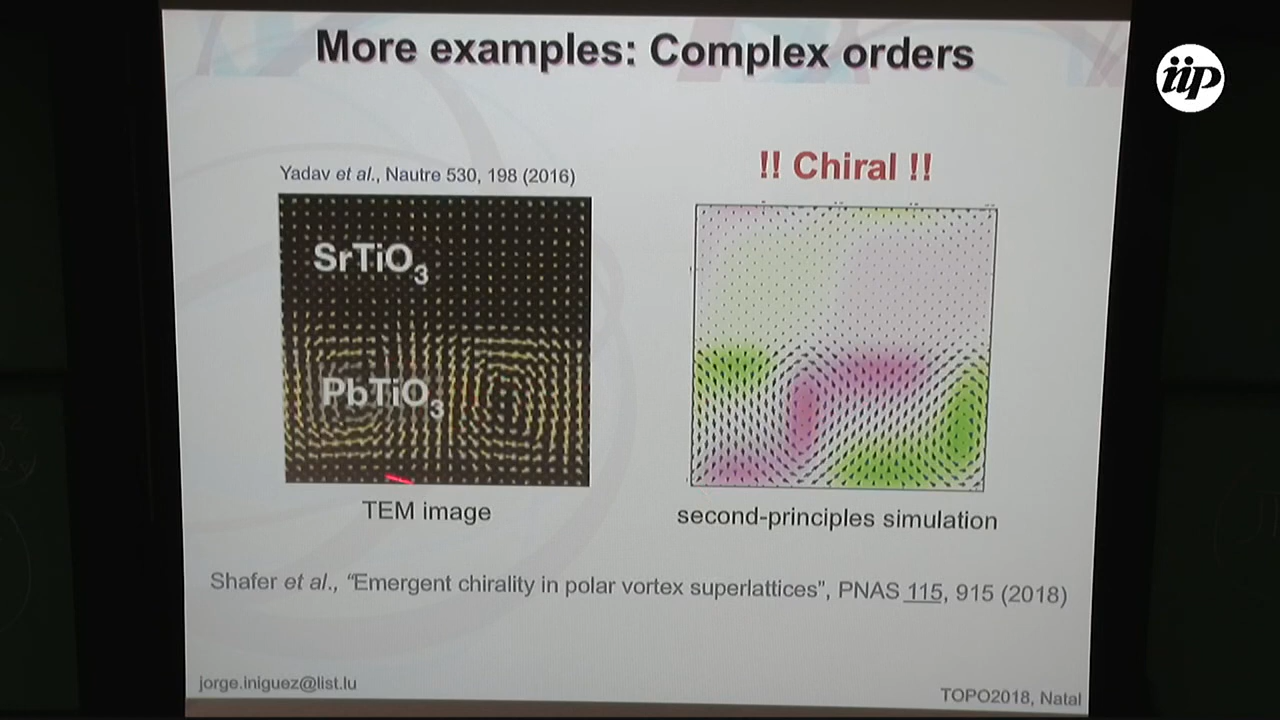 More examples: Complex orders
iip
!! Chiral !!
Yadav et al., Nautre 530, 198 (2016)
SrTiO3
PbTiO3
TEM image
second-principles simulation
Shafer et al., “Emergent chirality in polar vortex superlattices”, PNAS 115, 915 (2018)
jorge.iniguez@list.lu
TOPO2018, Natal